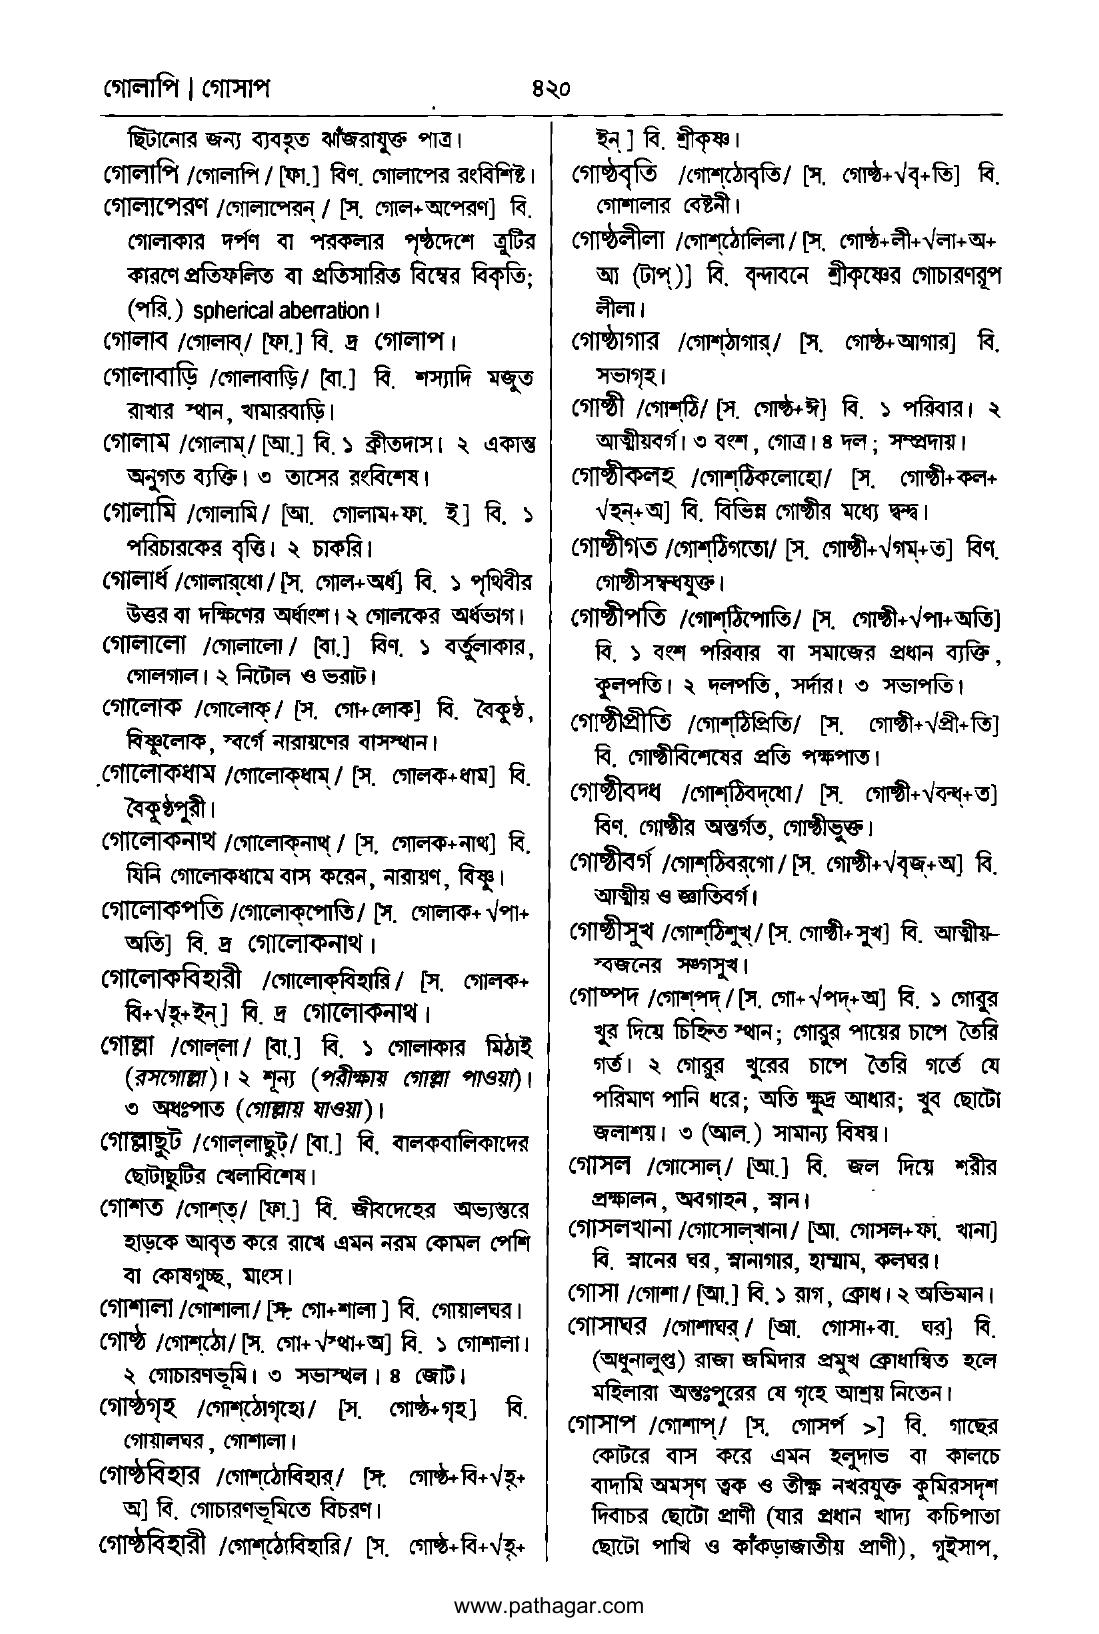 গোলাপি | গোসাপ
৪২০
ছিটানোর জন্য ব্যবহৃত ঝাঁজরাযুক্ত পাত্র।
গোলাপি /গোলাপি/ [ফা.] বিণ. গোলাপের রংবিশিষ্ট।
গোলাপেরণ /গোলাপেরন্/ [স. গোল+অপেরণ] বি.
গোলাকার দর্পণ বা পরকলার পৃষ্ঠদেশে ত্রুটির
কারণে প্রতিফলিত বা প্রতিসারিত বিম্বের বিকৃতি;
(পরি.) spherical aberration।
গোলাব /গোলাব্/ [ফা.] বি. দ্র গোলাপ।
গোলাবাড়ি /গোলাবাড়ি/ [বা.] বি. শস্যাদি মজুত
রাখার স্থান, খামারবাড়ি।
গোলাম /গোলাম্/ [আ.] বি. ১ ক্রীতদাস। ২ একান্ত
অনুগত ব্যক্তি। ৩ তাসের রংবিশেষ।
গোলামি /গোলামি/ [আ. গোলাম+ফা. ই] বি. ১
পরিচারকের বৃত্তি। ২ চাকরি।
গোলার্ধ /গোলার্‌ধো/ [স. গোল+অর্ধ] বি. ১ পৃথিবীর
উত্তর বা দক্ষিণের অর্ধাংশ। ২ গোলকের অর্ধভাগ।
গোলালো /গোলালো/ [বা.] বিণ. ১ বর্তুলাকার,
গোলগাল। ২ নিটোল ও ভরাট।
গোলোক /গোলোক্/ [স. গো+লোক] বি. বৈকুণ্ঠ,
বিষ্ণুলোক, স্বর্গে নারায়ণের বাসস্থান।
গোলোকধাম /গোলোক্‌ধাম্/ [স. গোলক+ধাম] বি.
বৈকুণ্ঠপুরী।
গোলোকনাথ /গোলোক্‌নাথ্/ [স. গোলক+নাথ] বি.
যিনি গোলোকধামে বাস করেন, নারায়ণ, বিষ্ণু।
গোলোকপতি /গোলোক্‌পোতি/ [স. গোলাক+√পা+
অতি] বি. দ্র গোলোকনাথ।
গোলোকবিহারী /গোলোক্‌বিহারি/ [স. গোলক+
বি+√হৃ+ইন্] বি. দ্র গোলোকনাথ।
গোল্লা /গোল্‌লা/ [বা.] বি. ১ গোলাকার মিঠাই
(রসগোল্লা)। ২ শূন্য (পরীক্ষায় গোল্লা পাওয়া)।
৩ অধঃপাত (গোল্লায় যাওয়া)।
গোল্লাছুট /গোল্‌লাছুট্/ [বা.] বি. বালকবালিকাদের
ছোটাছুটির খেলাবিশেষ।
গোশত /গোশ্‌ত্/ [ফা.] বি. জীবদেহের অভ্যন্তরে
হাড়কে আবৃত করে রাখে এমন নরম কোমল পেশি
বা কোষগুচ্ছ, মাংস।
গোশালা /গোশালা/ [স. গো+শালা] বি. গোয়ালঘর।
গোষ্ঠ /গোশ্‌ঠো/ [স. গো+√স্থা+অ] বি. ১ গোশালা।
২ গোচারণভূমি। ৩ সভাস্থল। ৪ জোট।
গোষ্ঠগৃহ /গোশ্‌ঠোগৃহো/ [স. গোষ্ঠ+গৃহ] বি.
গোয়ালঘর, গোশালা।
গোষ্ঠবিহার /গোশ্‌ঠোবিহার্/ [স. গোষ্ঠ+বি+√হৃ+
অ] বি. গোচারণভূমিতে বিচরণ।
গোষ্ঠবিহারী /গোশ্‌ঠোবিহারি/ [স. গোষ্ঠ+বি+√হৃ+
ইন্] বি. শ্রীকৃষ্ণ।
গোষ্ঠবৃতি /গোশ্‌ঠোবৃতি/ [স. গোষ্ঠ+√বৃ+তি] বি.
গোশালার বেষ্টনী।
গোষ্ঠলীলা /গোশ্‌ঠোলিলা/ [স. গোষ্ঠ+লী+√লা+অ+
আ (টাপ্)] বি. বৃন্দাবনে শ্রীকৃষ্ণের গোচারণরূপ
লীলা।
গোষ্ঠাগার /গোশ্‌ঠাগার্/ [স. গোষ্ঠ+আগার] বি.
সভাগৃহ।
গোষ্ঠী /গোশ্‌ঠি/ [স. গোষ্ঠ+ঈ] বি. ১ পরিবার। ২
আত্মীয়বর্গ। ৩ বংশ, গোত্র। ৪ দল; সম্প্রদায়।
গোষ্ঠীকলহ /গোশ্‌ঠিকলোহো/ [স. গোষ্ঠী+কল+
√হন্+অ] বি. বিভিন্ন গোষ্ঠীর মধ্যে দ্বন্দ্ব।
গোষ্ঠীগত /গোশ্‌ঠিগতো/ [স. গোষ্ঠী+√গম্+ত] বিণ.
গোষ্ঠীসম্বন্ধযুক্ত।
গোষ্ঠীপতি /গোশ্‌ঠিপোতি/ [স. গোষ্ঠী+√পা+অতি]
বি. ১ বংশ পরিবার বা সমাজের প্রধান ব্যক্তি,
কুলপতি। ২ দলপতি, সর্দার। ৩ সভাপতি।
গোষ্ঠীপ্রীতি /গোশ্‌ঠিপ্রিতি/ [স. গোষ্ঠী+√প্রী+তি]
বি. গোষ্ঠীবিশেষের প্রতি পক্ষপাত।
গোষ্ঠীবদ্ধ /গোশ্‌ঠিবদ্‌ধো/ [স. গোষ্ঠী+√বন্ধ্+ত]
বিণ. গোষ্ঠীর অন্তর্গত, গোষ্ঠীভুক্ত।
গোষ্ঠীবর্গ /গোশ্‌ঠিবর্‌গো/ [স. গোষ্ঠী+√বৃজ্+অ] বি.
আত্মীয় ও জ্ঞাতিবর্গ।
গোষ্ঠীসুখ /গোশ্‌ঠিশুখ্/ [স. গোষ্ঠী+সুখ] বি. আত্মীয়-
স্বজনের সঙ্গসুখ।
গোষ্পদ /গোশ্‌পদ্/ [স. গো+√পদ্+অ] বি. ১ গোরুর
খুর দিয়ে চিহ্নিত স্থান; গোরুর পায়ের চাপে তৈরি
গর্ত। ২ গোরুর খুরের চাপে তৈরি গর্তে যে
পরিমাণ পানি ধরে; অতি ক্ষুদ্র আধার; খুব ছোটো
জলাশয়। ৩ (আল.) সামান্য বিষয়।
গোসল /গোসোল্/ [আ.] বি. জল দিয়ে শরীর
প্রক্ষালন, অবগাহন, স্নান।
গোসলখানা /গোসোল্‌খানা/ [আ. গোসল+ফা. খানা]
বি. স্নানের ঘর, স্নানাগার, হাম্মাম, কলঘর।
গোসা /গোশা/ [আ.] বি. ১ রাগ, ক্রোধ। ২ অভিমান।
গোসাঘর /গোশাঘর্/ [আ. গোসা+বা. ঘর] বি.
(অধুনালুপ্ত) রাজা জমিদার প্রমুখ ক্রোধান্বিত হলে
মহিলারা অন্তঃপুরের যে গৃহে আশ্রয় নিতেন।
গোসাপ /গোশাপ্/ [স. গোসর্প >] বি. গাছের
কোটরে বাস করে এমন হলুদাভ বা কালচে
বাদামি অমসৃণ ত্বক ও তীক্ষ্ণ নখরযুক্ত কুমিরসদৃশ
দিবাচর ছোটো প্রাণী (যার প্রধান খাদ্য কচিপাতা
ছোটো পাখি ও কাঁকড়াজাতীয় প্রাণী), গুইসাপ,
www.pathagar.com